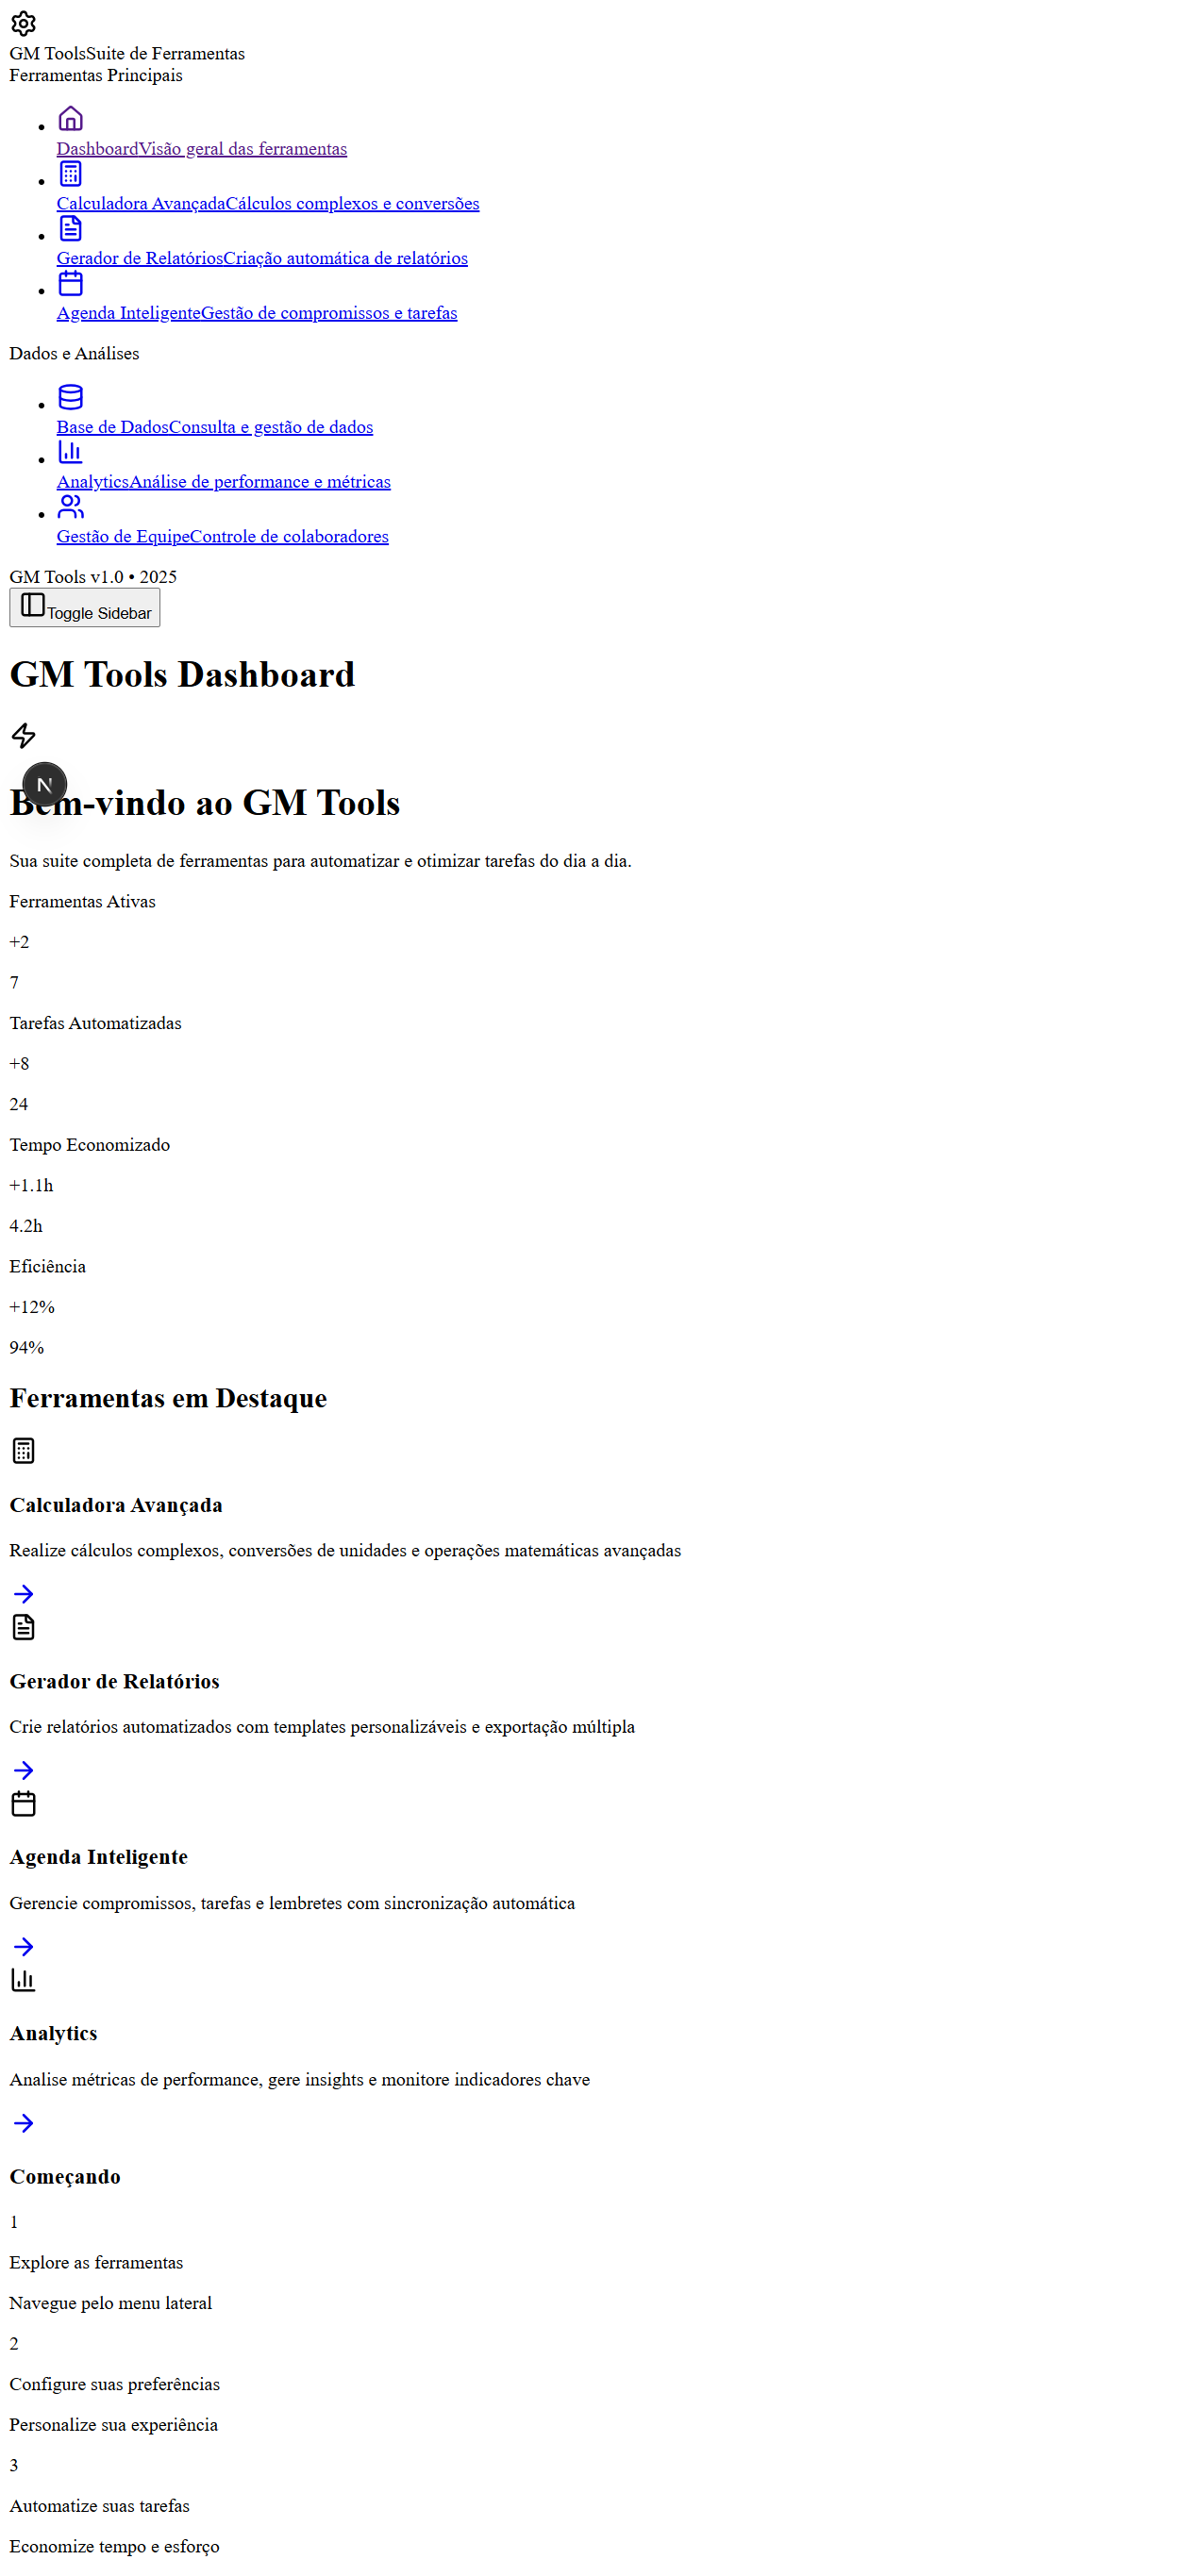 GM ToolsSuite de Ferramentas
Ferramentas Principais
DashboardVisão geral das ferramentas
Calculadora AvançadaCálculos complexos e conversões
Gerador de RelatóriosCriação automática de relatórios
Agenda InteligenteGestão de compromissos e tarefas
Dados e Análises
Base de DadosConsulta e gestão de dados
AnalyticsAnálise de performance e métricas
Gestão de EquipeControle de colaboradores
GM Tools v1.0 • 2025
Toggle Sidebar
GM Tools Dashboard
N
Bem-vindo ao GM Tools
Sua suite completa de ferramentas para automatizar e otimizar tarefas do dia a dia.
Ferramentas Ativas
+2
7
Tarefas Automatizadas
+8
24
Tempo Economizado
+1.1h
4.2h
Eficiência
+12%
94%
Ferramentas em Destaque
Calculadora Avançada
Realize cálculos complexos, conversões de unidades e operações matemáticas avançadas
Gerador de Relatórios
Crie relatórios automatizados com templates personalizáveis e exportação múltipla
Agenda Inteligente
Gerencie compromissos, tarefas e lembretes com sincronização automática
Analytics
Analise métricas de performance, gere insights e monitore indicadores chave
Começando
1
Explore as ferramentas
Navegue pelo menu lateral
2
Configure suas preferências
Personalize sua experiência
3
Automatize suas tarefas
Economize tempo e esforço